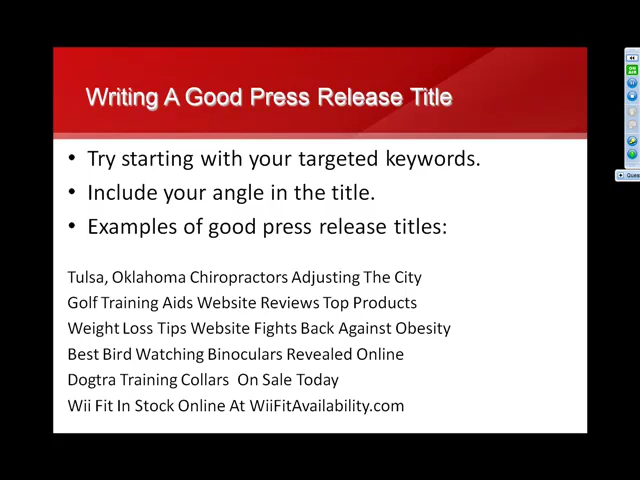 Writing A Good Press Release Title
• Try starting with your targeted keywords.
• Include your angle in the title.
• Examples of good press release titles:
Tulsa, Oklahoma Chiropractors Adjusting The City
Golf Training Aids Website Reviews Top Products
Weight Loss Tips Website Fights Back Against Obesity
Best Bird Watching Binoculars Revealed Online
Dogtra Training Collars  On Sale Today
Wii Fit In Stock Online At WiiFitAvailability.com
ON
AIR
Ques